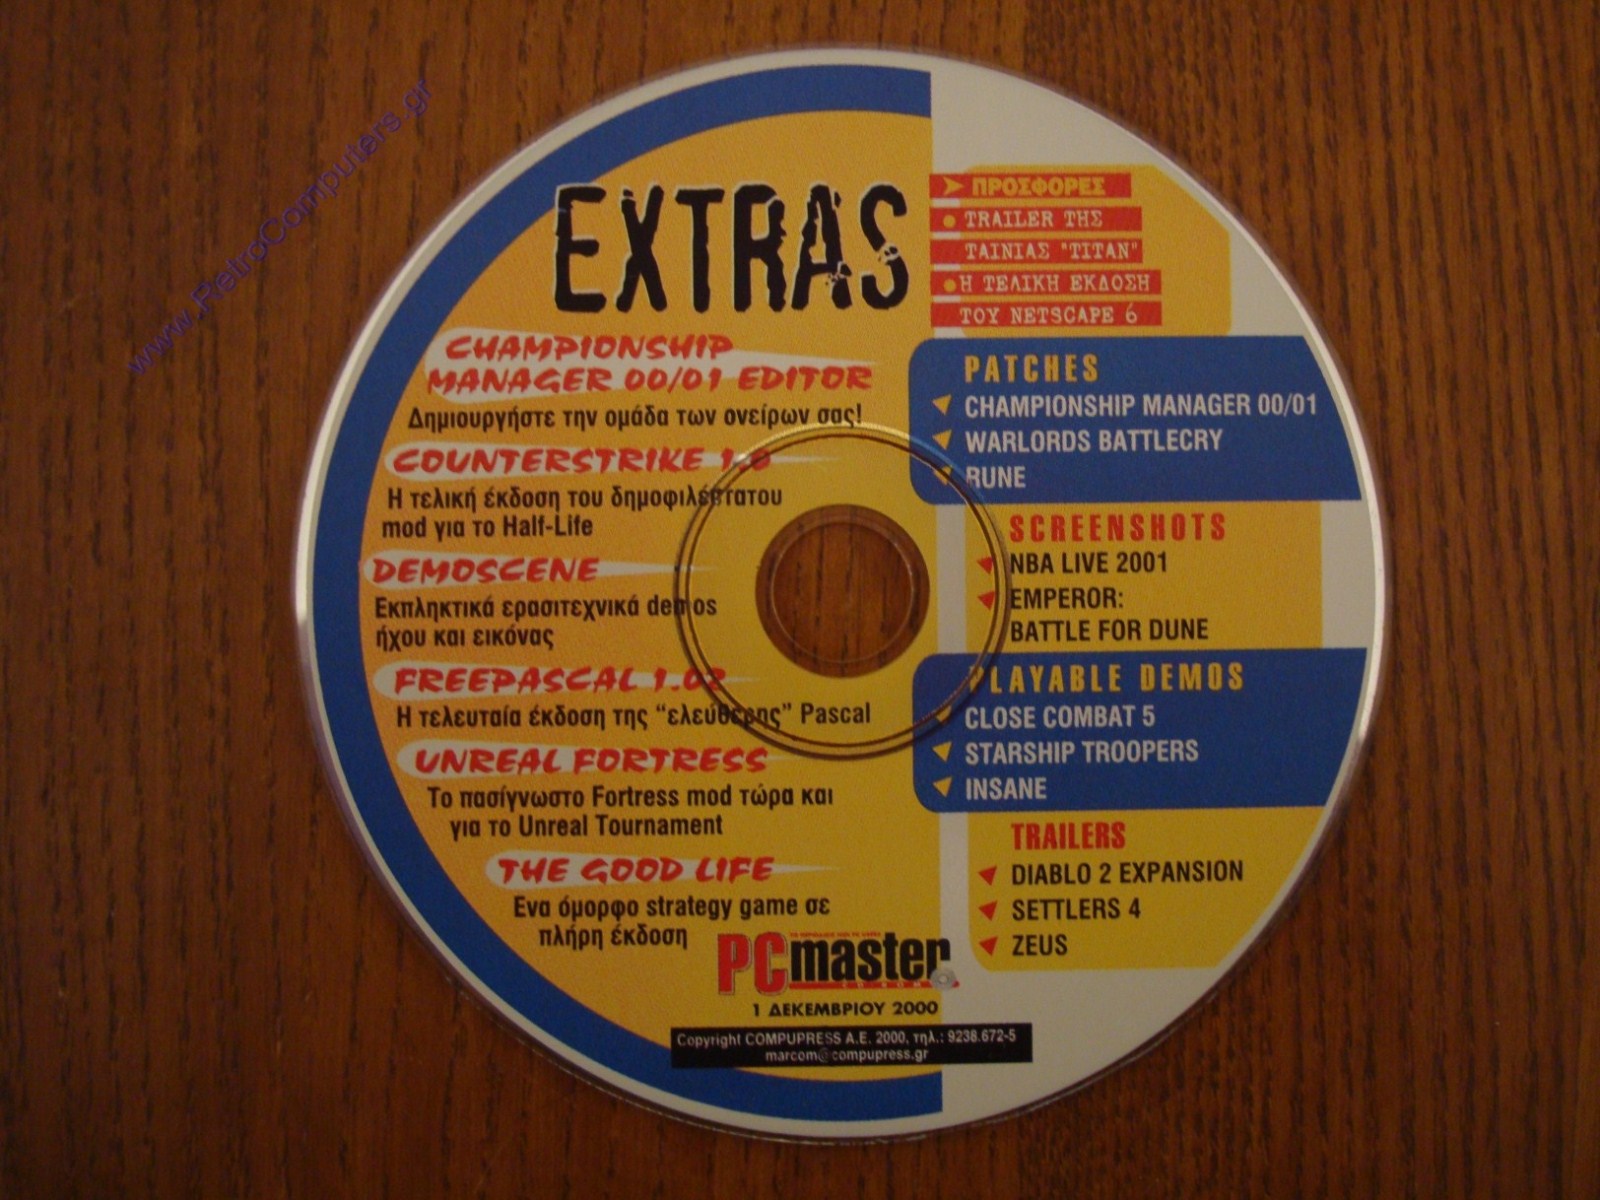 www.RetroComputers.gr
EXTRAS
CHAMPIONSHIP
MANAGER 00/01 EDITOR
Δημιουργήστε την ομάδα των ονείρων σας!
COUNTERSTRIKE 1.0
Η τελική έκδοση του δημοφιλέστατου
mod για το Half-Life
DEMOSCENE
Εκπληκτικά ερασιτεχνικά demos
ήχου και εικόνας
FREEPASCAL 1.02
Η τελευταία έκδοση της "ελεύθερης" Pascal
UNREAL FORTRESS
Το πασίγνωστο Fortress mod τώρα και
για το Unreal Tournament
THE GOOD LIFE
Ενα όμορφο strategy game σε
πλήρη έκδοση
PCmaster
CD-ROM
1 ΔΕΚΕΜΒΡΙΟΥ 2000
Copyright COMPUPRESS A.E. 2000, τηλ.: 9238.672-5
marcom@compupress.gr
ΠΡΟΣΦΟΡΕΣ
TRAILER ΤΗΣ
ΤΑΙΝΙΑΣ "TITAN"
Η ΤΕΛΙΚΗ ΕΚΔΟΣΗ
ΤΟΥ NETSCAPE 6
PATCHES
CHAMPIONSHIP MANAGER 00/01
WARLORDS BATTLECRY
RUNE
SCREENSHOTS
NBA LIVE 2001
EMPEROR:
BATTLE FOR DUNE
PLAYABLE DEMOS
CLOSE COMBAT 5
STARSHIP TROOPERS
INSANE
TRAILERS
DIABLO 2 EXPANSION
SETTLERS 4
ZEUS